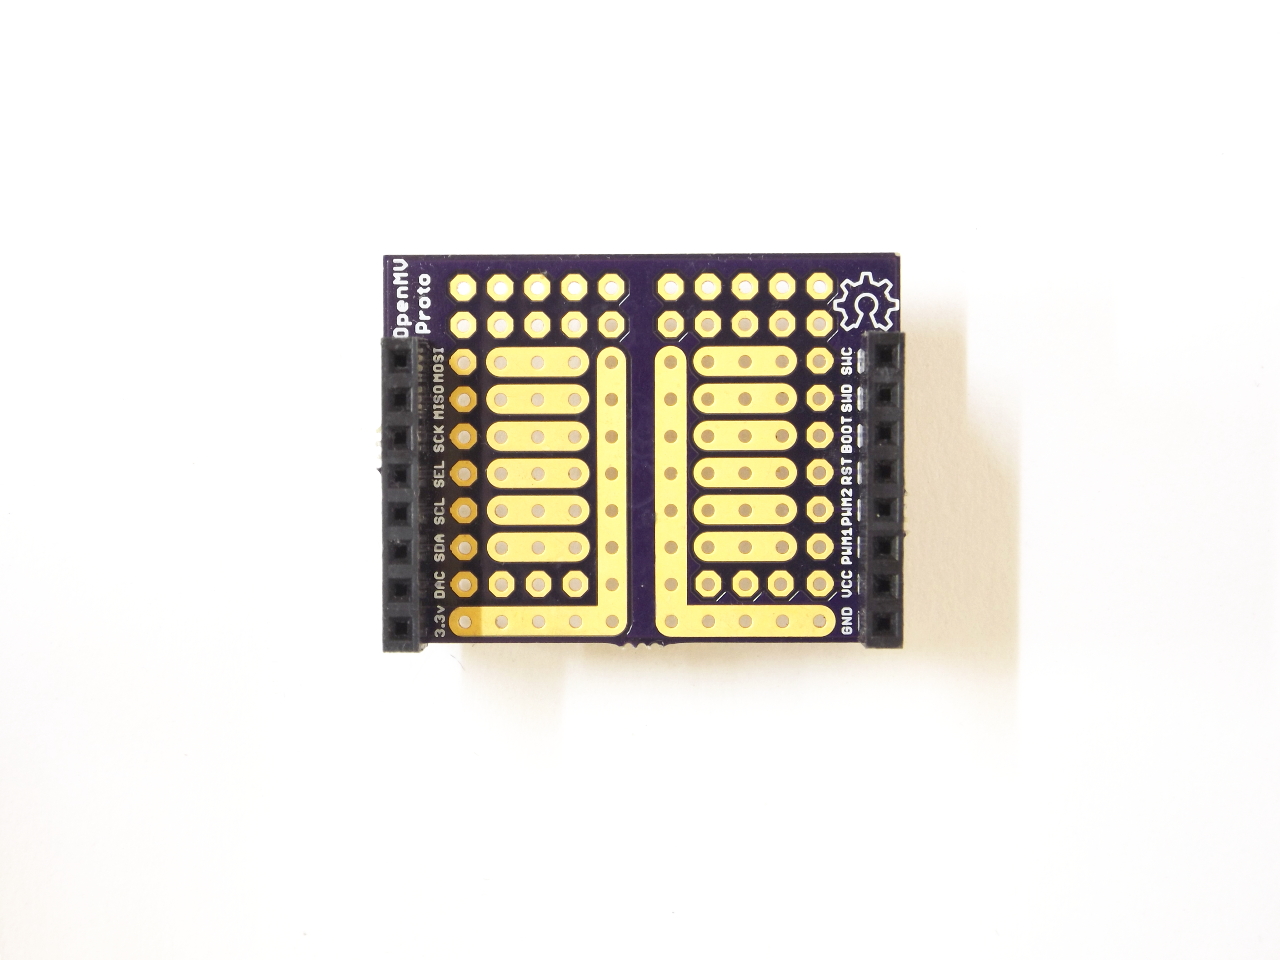 OpenMV
Proto
MOSI
MISO
SCK
SEL
SCL
SDA
DAC
3.3v
SWC
SWD
BOOT
RST
PWM2
PWM1
VCC
GND